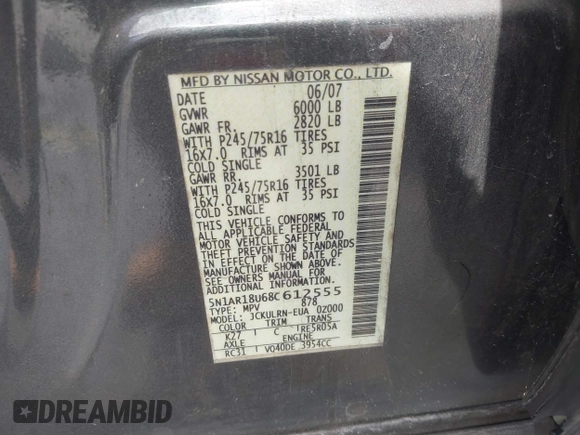 MFD BY NISSAN MOTOR CO., LTD.
DATE 06/07
GVWR 6000 LB
GAWR FR. 2820 LB
WITH P245/75R16 TIRES
16X7.0 RIMS AT 35 PSI
COLD SINGLE
GAWR RR. 3501 LB
WITH P245/75R16 TIRES
16X7.0 RIMS AT 35 PSI
COLD SINGLE
THIS VEHICLE CONFORMS TO
ALL APPLICABLE FEDERAL
MOTOR VEHICLE SAFETY AND
THEFT PREVENTION STANDARDS
IN EFFECT ON THE DATE OF
MANUFACTURE SHOWN ABOVE.
SEE OWNERS MANUAL FOR
ADDITIONAL INFORMATION.
5N1AR18U68C612555
TYPE: MPV 878
MODEL: JCKULRN-EUA 0Z000
COLOR TRIM TRANS
K27 C RE5R05A
AXLE ENGINE
RC31 VQ40DE 3954CC
DREAMBID